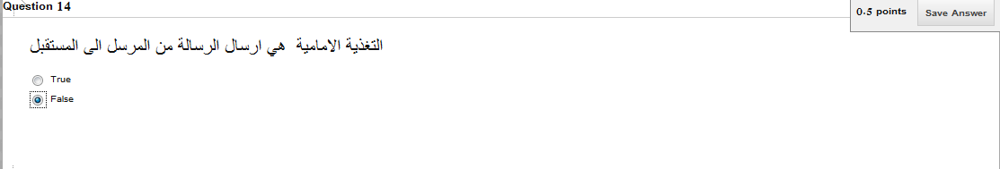 Question 14
0.5 points
Save Answer
التغذية الامامية هي ارسال الرسالة من المرسل الى المستقبل
True
False